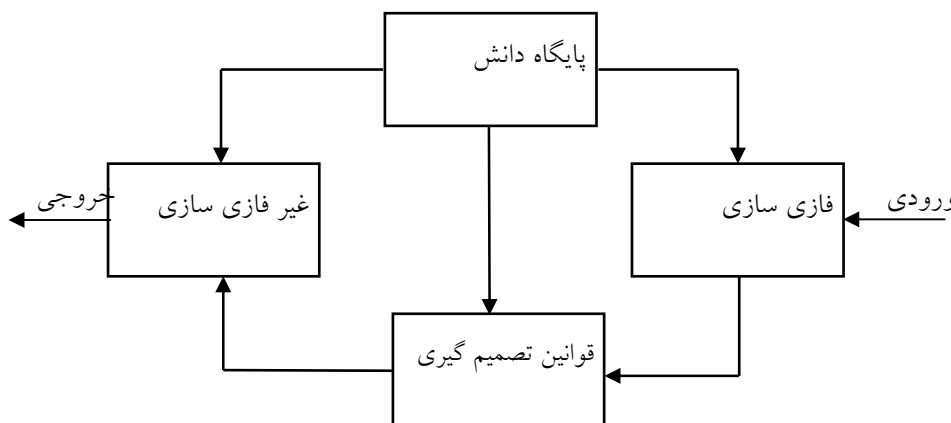 پایگاه دانش
ورودی
فازی سازی
غیر فازی سازی
خروجی
قوانین تصمیم گیری